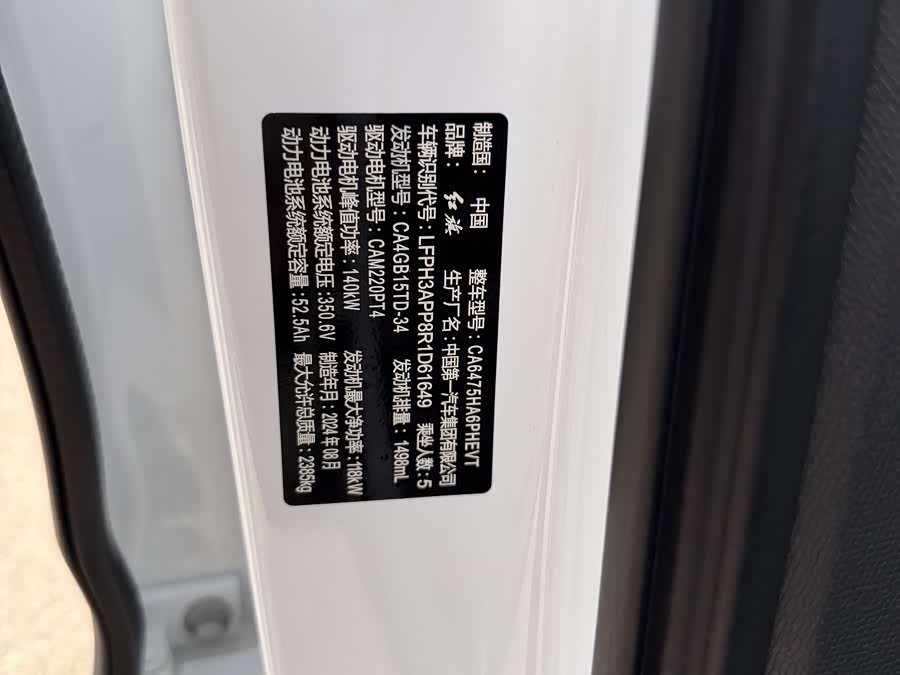 制造国：中国 整车型号：CA6475HA6PHEVT
品牌：红旗 生产厂名：中国第一汽车集团有限公司
车辆识别代号：LFPH3APP8R1D61649 乘坐人数：5
发动机型号：CA4GB15TD-34 发动机排量：1498mL
驱动电机型号：CAM220PT4
驱动电机峰值功率：140kW 发动机最大净功率：118kW
动力电池系统额定电压：350.6V 制造年月：2024年08月
动力电池系统额定容量：52.5Ah 最大允许总质量：2385kg